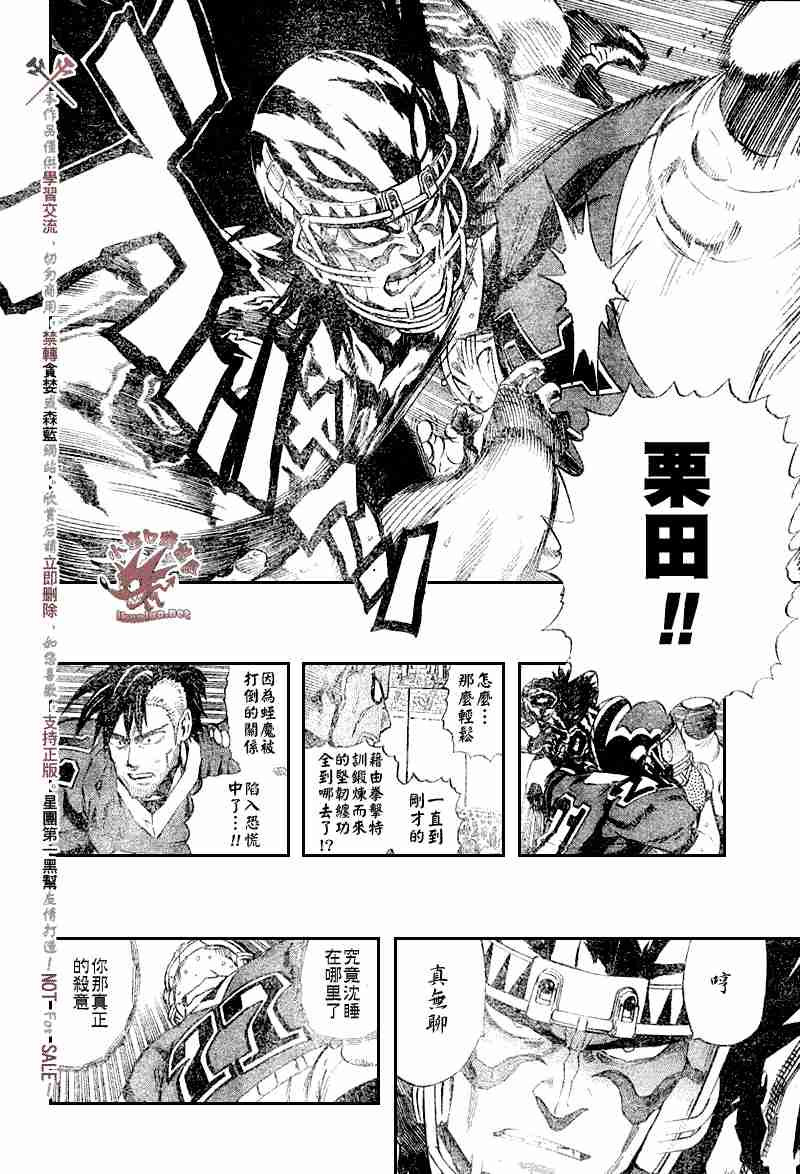 栗田!!
怎麼…
那麼輕鬆
一直到
剛才的
藉由拳擊特
訓鍛煉而來
的堅韌纏功
全到哪去了!?
因為蛭魔被
打倒的關係
陷入恐慌
中了…!!
哼
真無聊
究竟沈睡
在哪里了
你那真正
的殺意
本作品僅供學習交流，切勿商用，禁轉貪婪或森藍網站，欣賞后請立即刪除，如您喜歡，支持正版。星團第一黑幫友情打造！NOT-For-SALE!